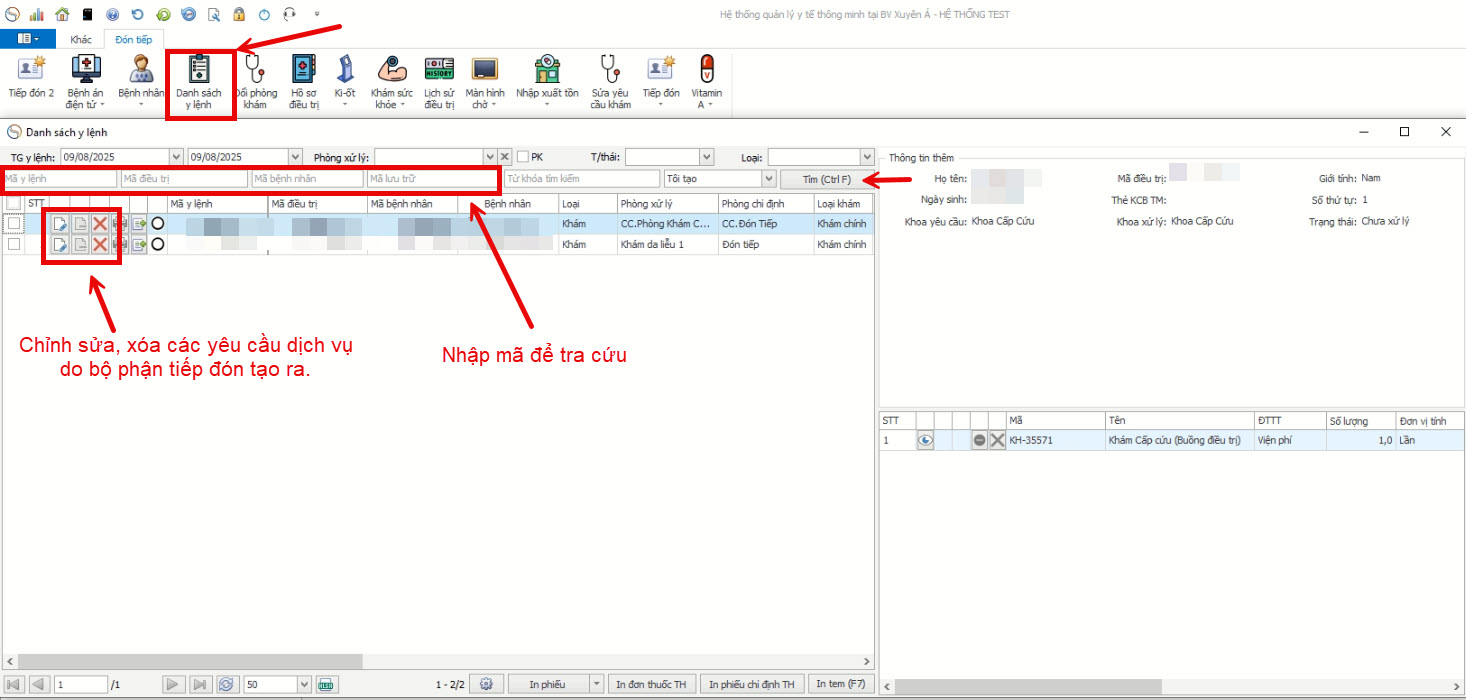 Hệ thống quản lý y tế thông minh tại BV Xuyên Á - HỆ THỐNG TEST
Khác
Đón tiếp
Tiếp đón 2
Bệnh án điện tử
Bệnh nhân
Danh sách y lệnh
Đổi phòng khám
Hồ sơ điều trị
Ki-ốt
Khám sức khỏe
HISTORY
Lịch sử điều trị
Màn hình chờ
Nhập xuất tồn
Sửa yêu cầu khám
Tiếp đón
V
Vitamin A
Danh sách y lệnh
TG y lệnh: 09/08/2025 09/08/2025 Phòng xử lý: PK T/thái: Loại:
Mã y lệnh Mã điều trị Mã bệnh nhân Mã lưu trữ Từ khóa tìm kiếm Tôi tạo Tìm (Ctrl F)
STT Mã y lệnh Mã điều trị Mã bệnh nhân Bệnh nhân Loại Phòng xử lý Phòng chỉ định Loại khám
Khám CC.Phòng Khám C... CC.Đón Tiếp Khám chính
Khám Khám da liễu 1 Đón tiếp Khám chính
Chỉnh sửa, xóa các yêu cầu dịch vụ
do bộ phận tiếp đón tạo ra.
Nhập mã để tra cứu
Thông tin thêm
Họ tên: Mã điều trị: Giới tính: Nam
Ngày sinh: Thẻ KCB TM: Số thứ tự: 1
Khoa yêu cầu: Khoa Cấp Cứu Khoa xử lý: Khoa Cấp Cứu Trạng thái: Chưa xử lý
STT Mã Tên ĐTTT Số lượng Đơn vị tính
1 KH-35571 Khám Cấp cứu (Buồng điều trị) Viện phí 1,0 Lần
1 /1 50 1 - 2/2 In phiếu In đơn thuốc TH In phiếu chỉ định TH In tem (F7)